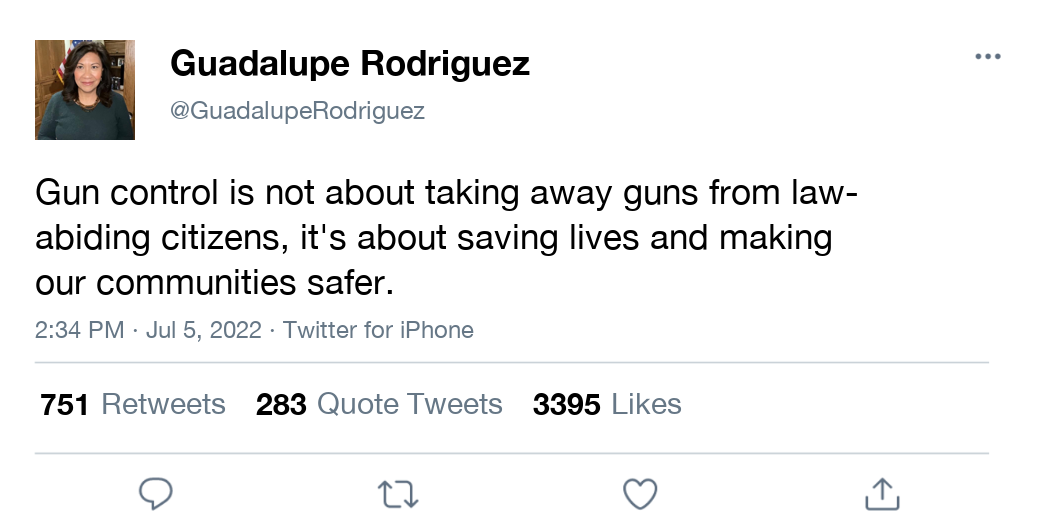 Guadalupe Rodriguez
@GuadalupeRodriguez
Gun control is not about taking away guns from law-
abiding citizens, it's about saving lives and making
our communities safer.
2:34 PM · Jul 5, 2022 · Twitter for iPhone
751 Retweets 283 Quote Tweets 3395 Likes